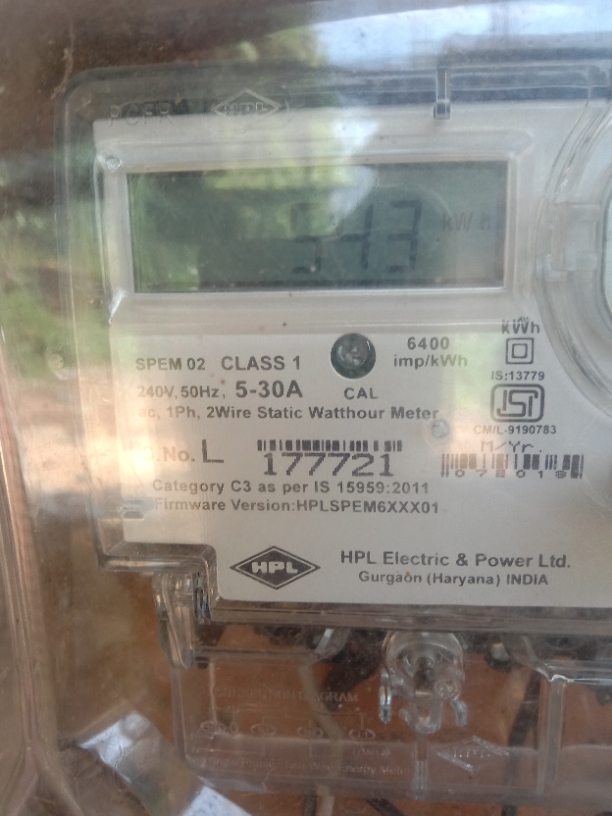 HPL
543 kWh
6400
imp/kWh
kWh
IS:13779
SPEM 02 CLASS 1
240V, 50Hz, 5-30A
CAL
ac, 1Ph, 2Wire Static Watthour Meter
CM/L-9190783
M/Yr.
No. L 177721
Category C3 as per IS 15959:2011
Firmware Version:HPLSPEM6XXX01
HPL
HPL Electric & Power Ltd.
Gurgaon (Haryana) INDIA